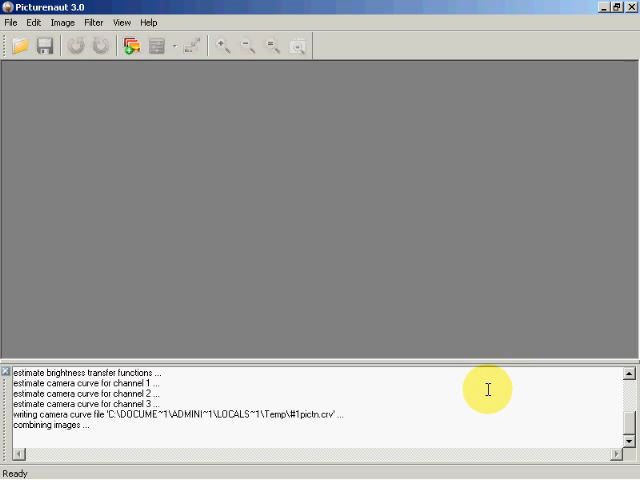 Picturenaut 3.0
File Edit Image Filter View Help
estimate brightness transfer functions ...
estimate camera curve for channel 1 ...
estimate camera curve for channel 2 ...
estimate camera curve for channel 3 ...
writing camera curve file 'C:\DOCUME~1\ADMINI~1\LOCALS~1\Temp\#1pictn.crv' ...
combining images ...
Ready